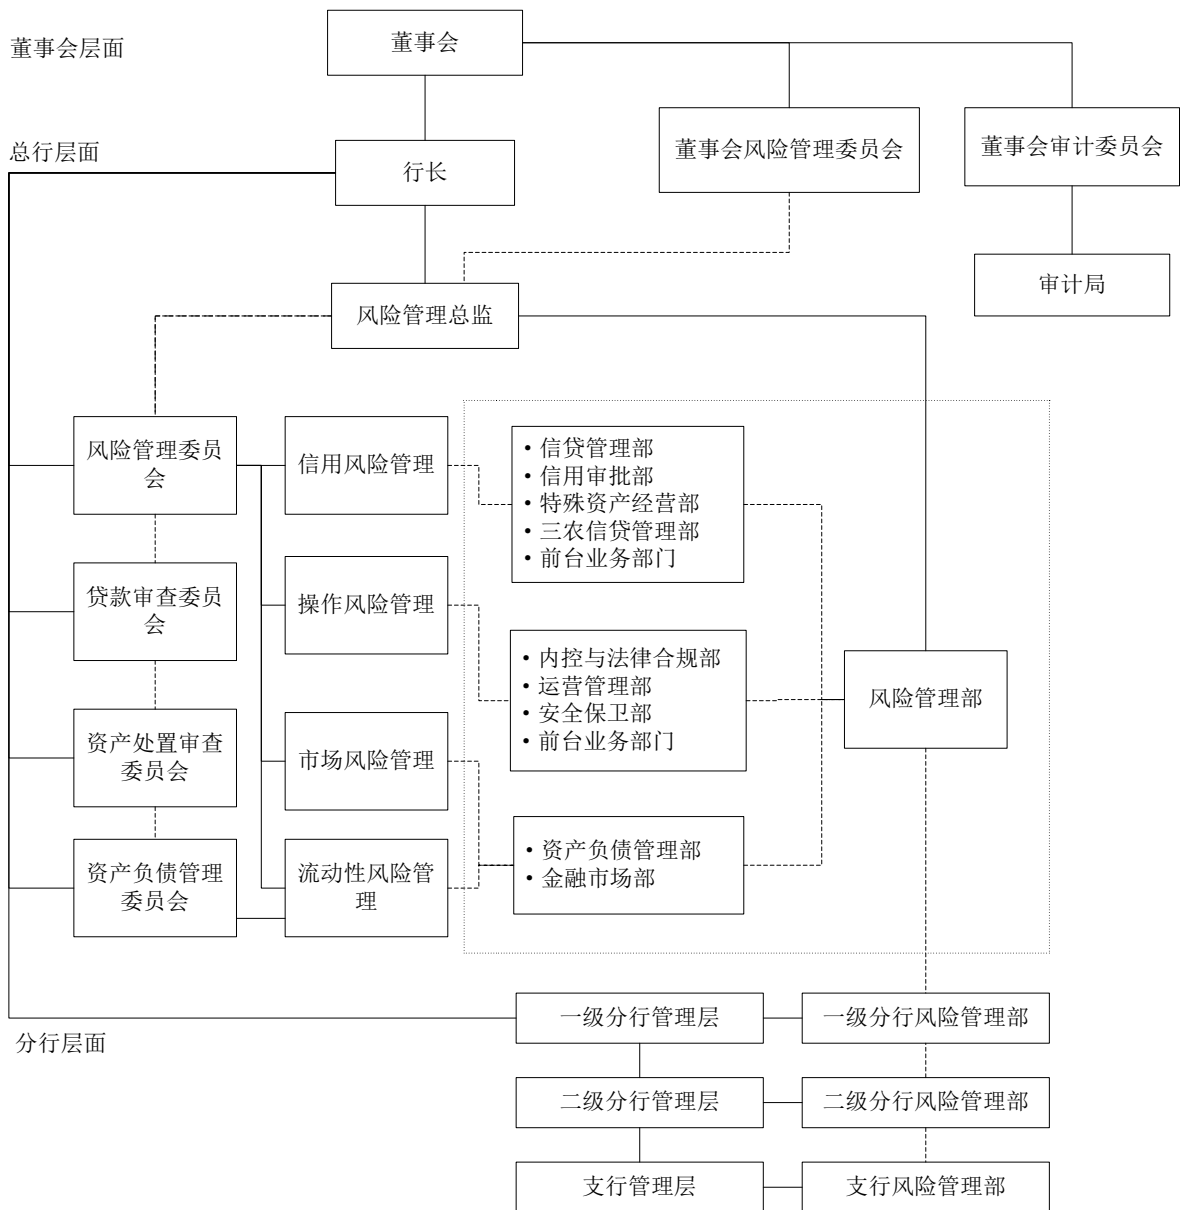 董事会层面
董事会
董事会风险管理委员会
董事会审计委员会
总行层面
行长
审计局
风险管理总监
风险管理委员
会
信用风险管理
•信贷管理部
•信用审批部
•特殊资产经营部
•三农信贷管理部
•前台业务部门
贷款审查委员
会
操作风险管理
•内控与法律合规部
•运营管理部
•安全保卫部
•前台业务部门
风险管理部
资产处置审查
委员会
市场风险管理
资产负债管理
委员会
流动性风险管
理
•资产负债管理部
•金融市场部
一级分行管理层
一级分行风险管理部
分行层面
二级分行管理层
二级分行风险管理部
支行管理层
支行风险管理部